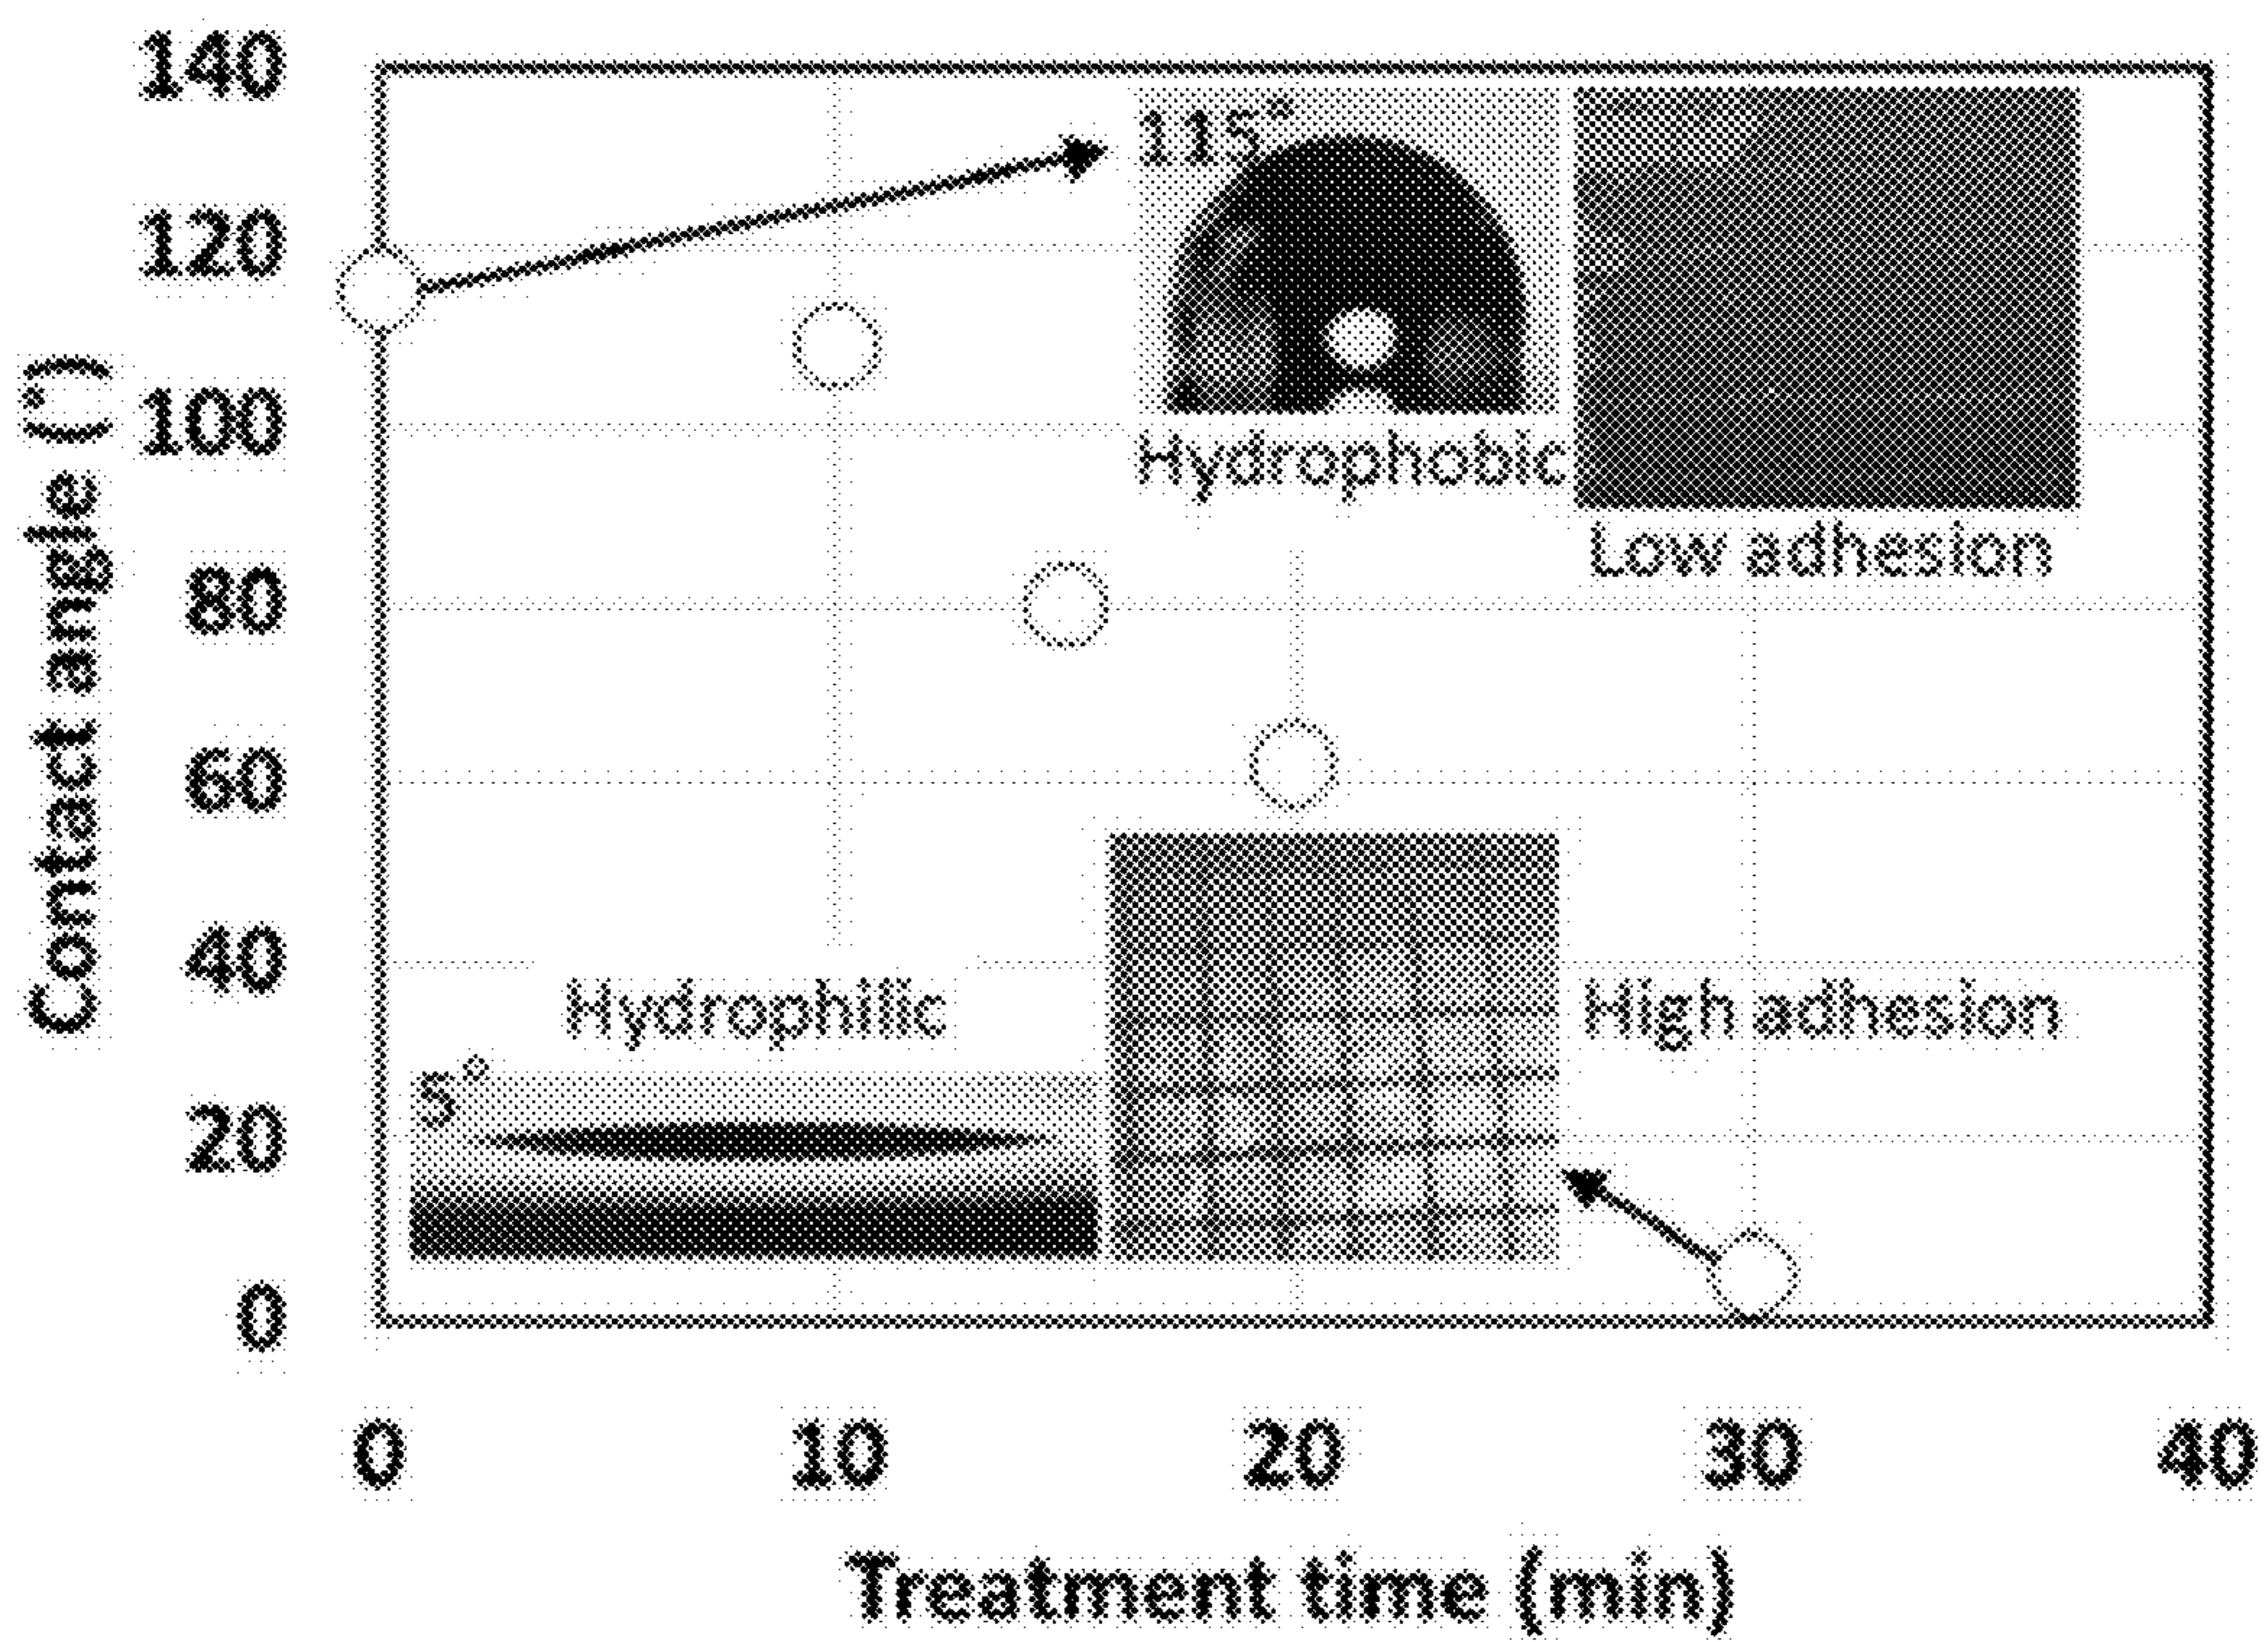 140
120
100
80
60
40
20
0
Contact angle (°)
115°
Hydrophobic
Low adhesion
Hydrophilic
5°
High adhesion
0 10 20 30 40
Treatment time (min)